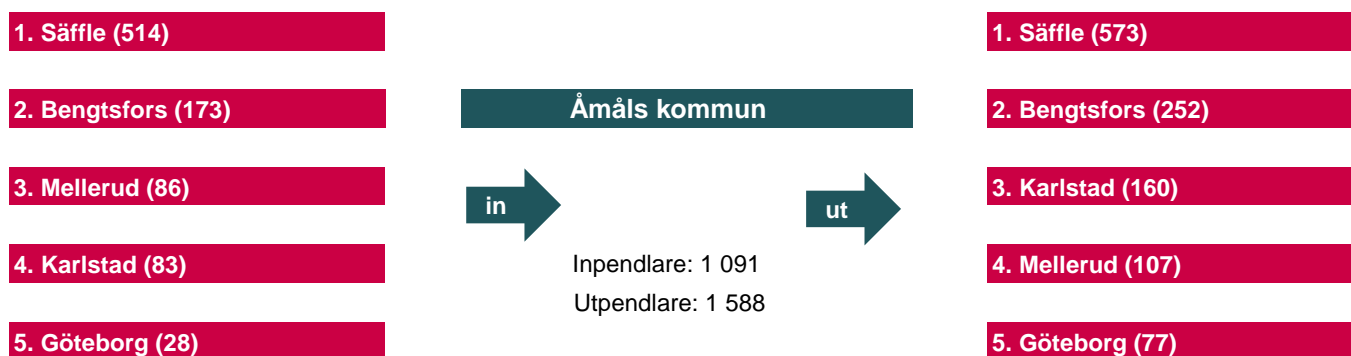 1. Säffle (514)
2. Bengtsfors (173)
3. Mellerud (86)
4. Karlstad (83)
5. Göteborg (28)
Åmåls kommun
in
ut
Inpendlare: 1 091
Utpendlare: 1 588
1. Säffle (573)
2. Bengtsfors (252)
3. Karlstad (160)
4. Mellerud (107)
5. Göteborg (77)